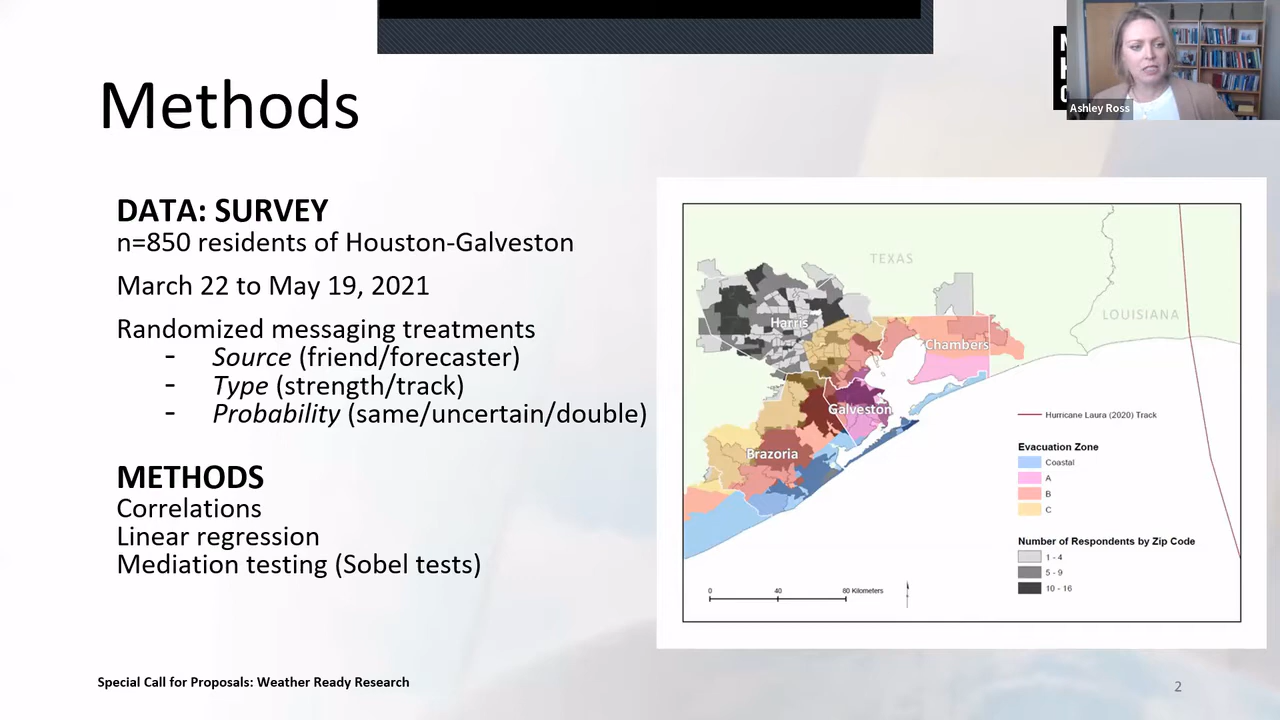 Methods
Ashley Ross
DATA: SURVEY
n=850 residents of Houston-Galveston
March 22 to May 19, 2021
Randomized messaging treatments
- Source (friend/forecaster)
- Type (strength/track)
- Probability (same/uncertain/double)
METHODS
Correlations
Linear regression
Mediation testing (Sobel tests)
TEXAS
LOUISIANA
Harris
Chambers
Galveston
Brazoria
Hurricane Laura (2020) Track
Evacuation Zone
Coastal
A
B
C
Number of Respondents by Zip Code
1 - 4
5 - 9
10 - 16
0 40 80 Kilometers
Special Call for Proposals: Weather Ready Research
2